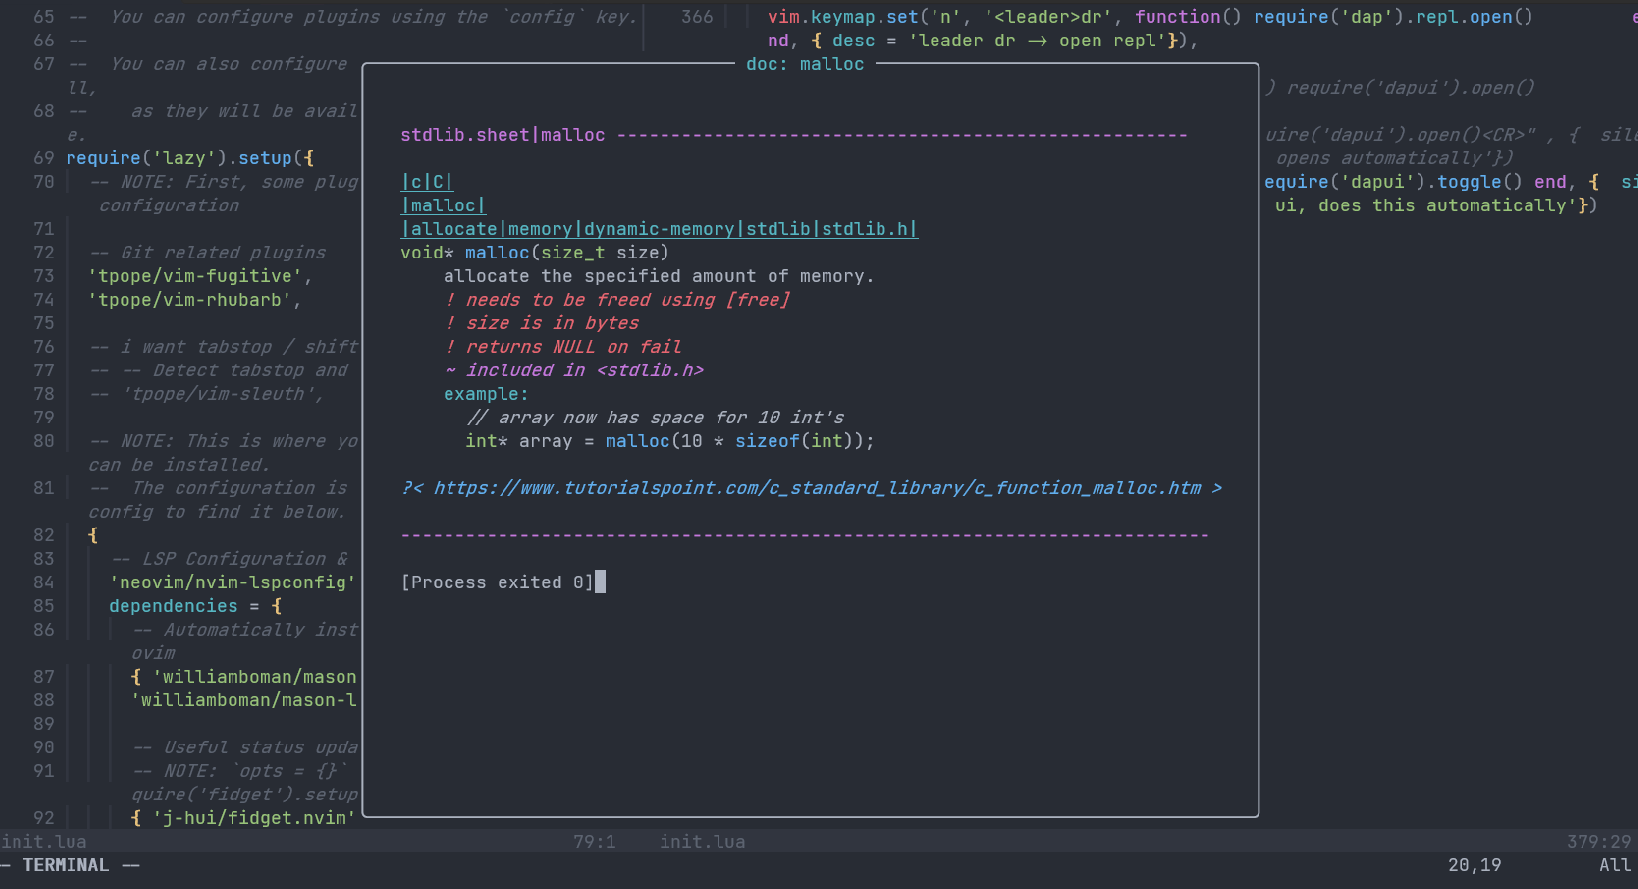 65 --  You can configure plugins using the `config` key.
66 --
67 --  You can also configure
ll,
68 --    as they will be avail
e.
69 require('lazy').setup({
70   -- NOTE: First, some plug
configuration
71
72   -- Git related plugins
73   'tpope/vim-fugitive',
74   'tpope/vim-rhubarb',
75
76   -- i want tabstop / shift
77   -- -- Detect tabstop and
78   -- 'tpope/vim-sleuth',
79
80   -- NOTE: This is where yo
can be installed.
81   --  The configuration is
config to find it below.
82   {
83     -- LSP Configuration &
84     'neovim/nvim-lspconfig'
85     dependencies = {
86       -- Automatically inst
ovim
87       { 'williamboman/mason
88       'williamboman/mason-l
89
90       -- Useful status upda
91       -- NOTE: `opts = {}`
quire('fidget').setup
92       { 'j-hui/fidget.nvim'
366   vim.keymap.set('n', '<leader>dr', function() require('dap').repl.open()         e
nd, { desc = 'leader dr -> open repl'}),
) require('dapui').open()
uire('dapui').open()<CR>" , {  sile
opens automatically'})
equire('dapui').toggle() end, {  si
ui, does this automatically'})
doc: malloc
stdlib.sheet|malloc -----------------------------------------------------
|c|C|
|malloc|
|allocate|memory|dynamic-memory|stdlib|stdlib.h|
void* malloc(size_t size)
    allocate the specified amount of memory.
    ! needs to be freed using [free]
    ! size is in bytes
    ! returns NULL on fail
    ~ included in <stdlib.h>
    example:
      // array now has space for 10 int's
      int* array = malloc(10 * sizeof(int));
?< https://www.tutorialspoint.com/c_standard_library/c_function_malloc.htm >
---------------------------------------------------------------------------
[Process exited 0]
init.lua                                             79:1
init.lua                                                                            379:29
-- TERMINAL --                                                                      20,19         All